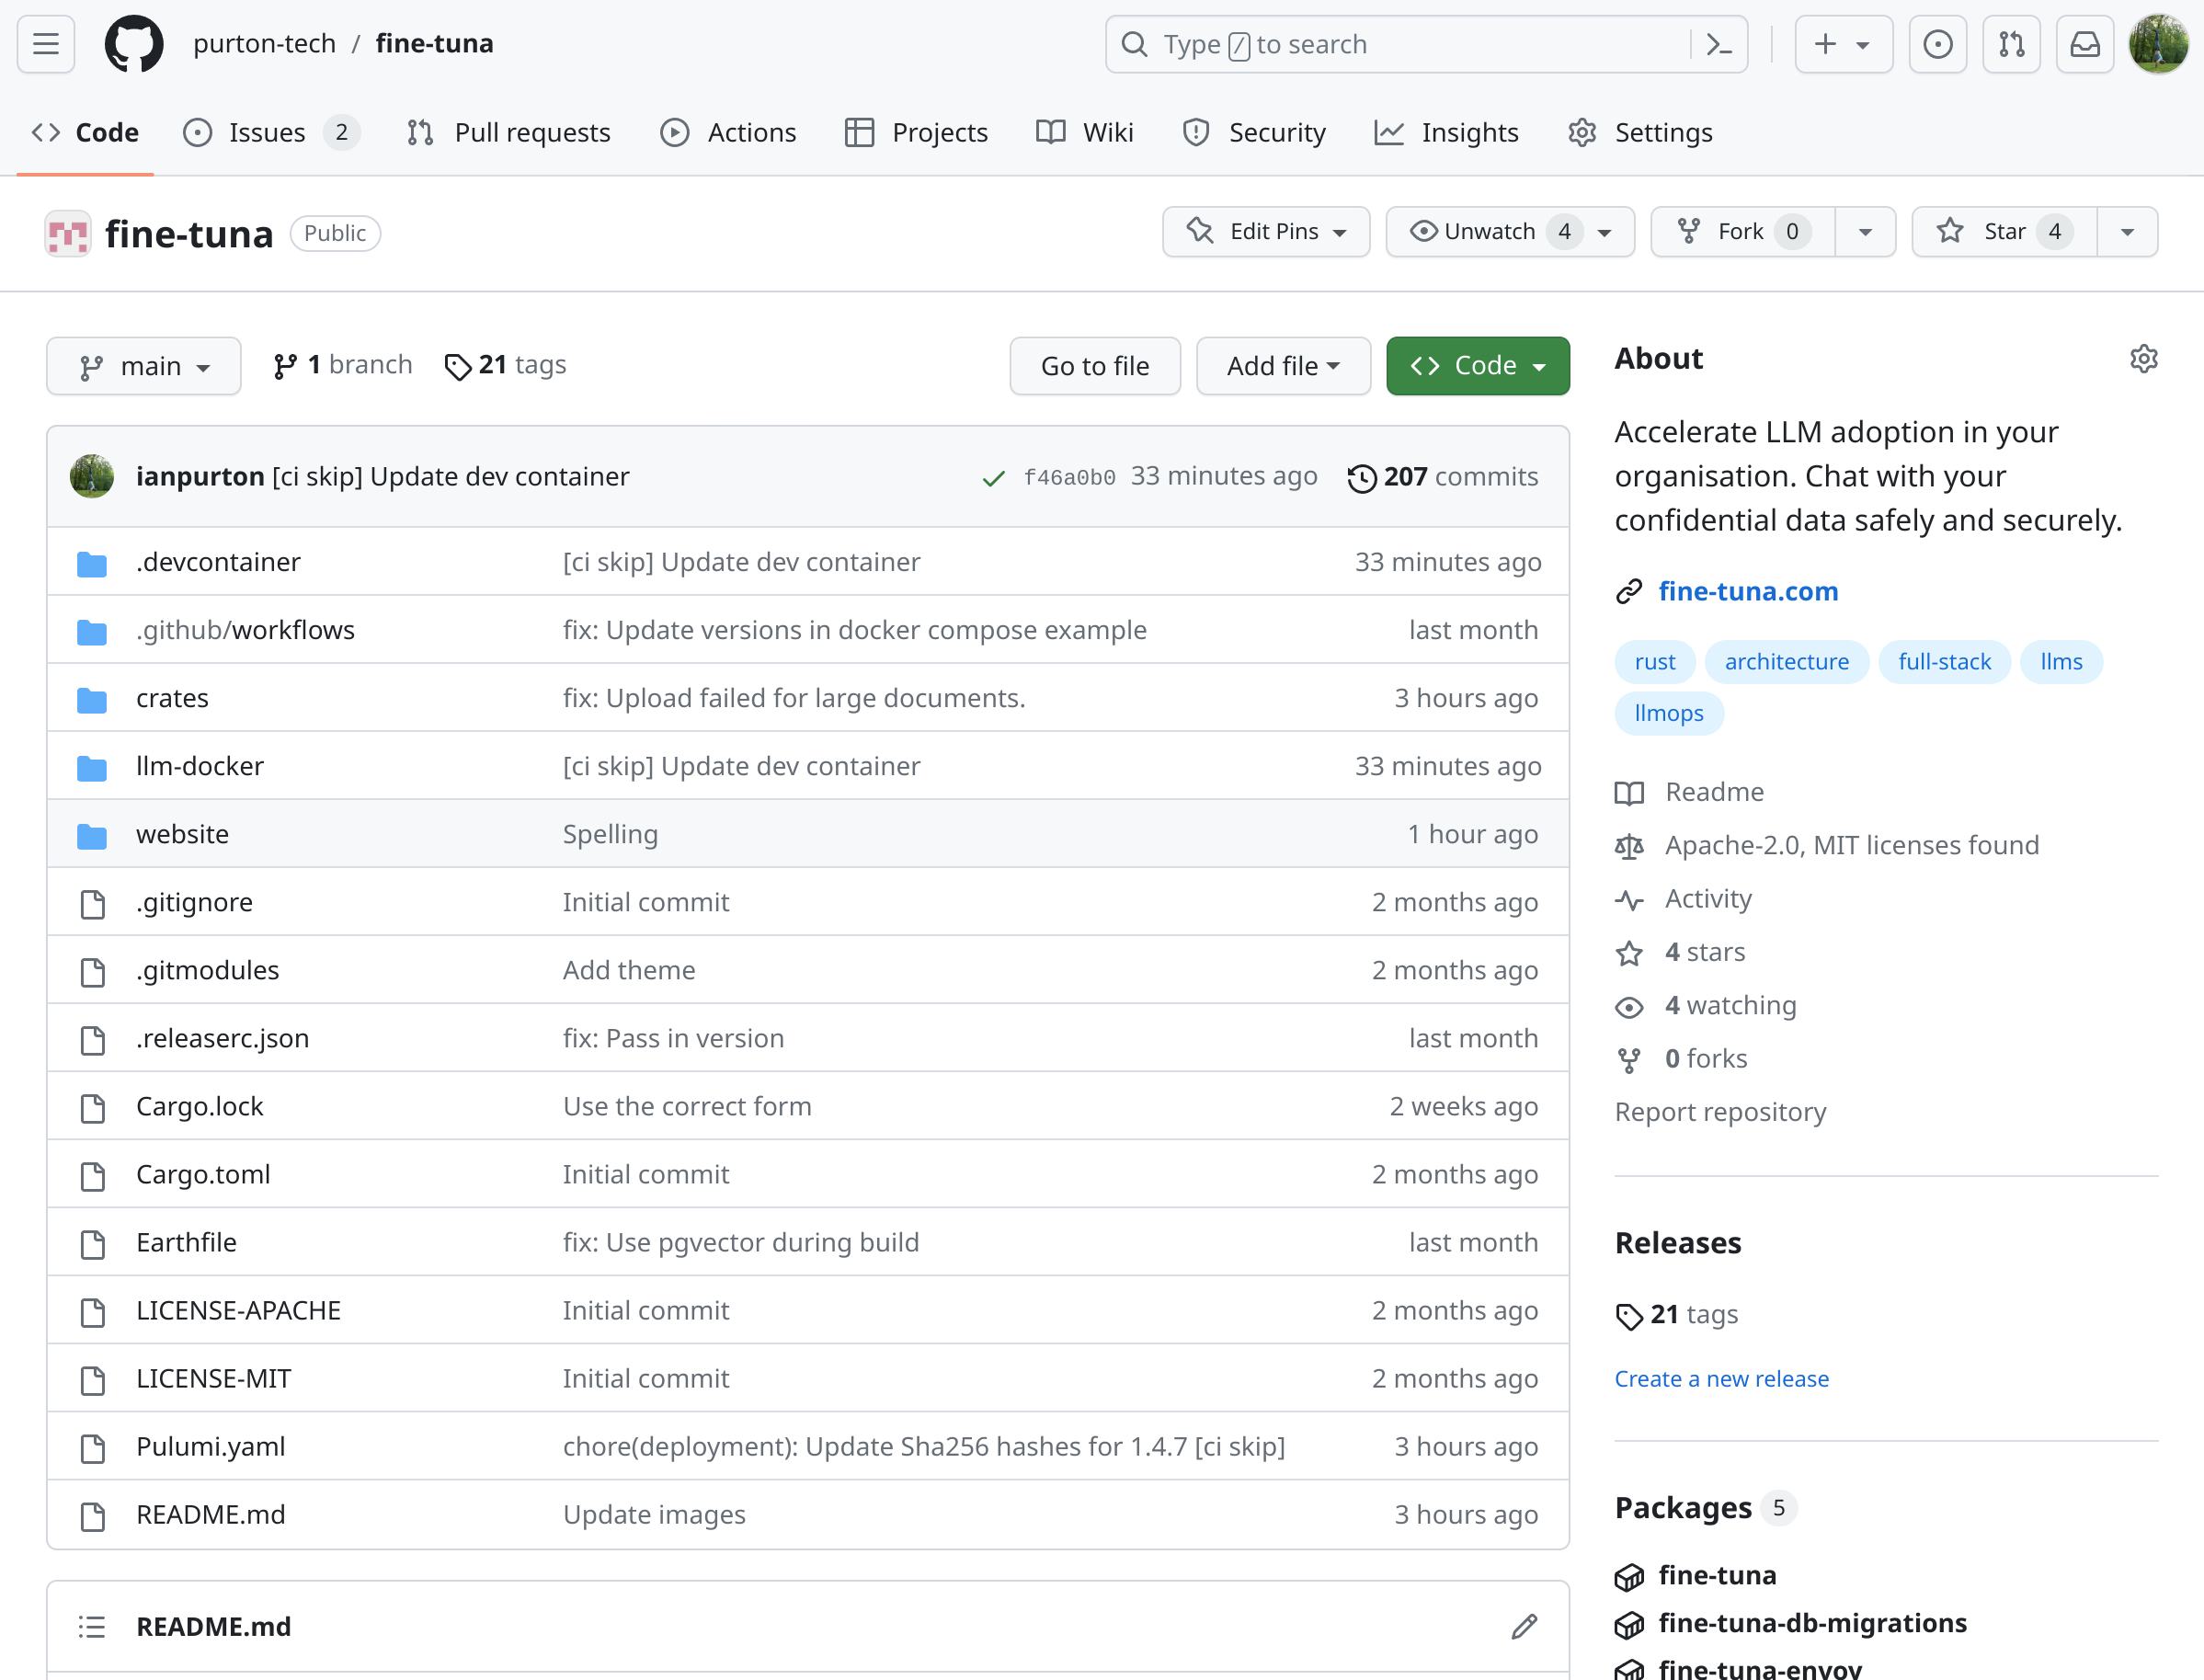 purton-tech / fine-tuna
Type / to search
Code Issues 2 Pull requests Actions Projects Wiki Security Insights Settings
fine-tuna Public
Edit Pins Unwatch 4 Fork 0 Star 4
main 1 branch 21 tags
Go to file Add file Code
ianpurton [ci skip] Update dev container f46a0b0 33 minutes ago 207 commits
.devcontainer [ci skip] Update dev container 33 minutes ago
.github/workflows fix: Update versions in docker compose example last month
crates fix: Upload failed for large documents. 3 hours ago
llm-docker [ci skip] Update dev container 33 minutes ago
website Spelling 1 hour ago
.gitignore Initial commit 2 months ago
.gitmodules Add theme 2 months ago
.releaserc.json fix: Pass in version last month
Cargo.lock Use the correct form 2 weeks ago
Cargo.toml Initial commit 2 months ago
Earthfile fix: Use pgvector during build last month
LICENSE-APACHE Initial commit 2 months ago
LICENSE-MIT Initial commit 2 months ago
Pulumi.yaml chore(deployment): Update Sha256 hashes for 1.4.7 [ci skip] 3 hours ago
README.md Update images 3 hours ago
README.md
About
Accelerate LLM adoption in your
organisation. Chat with your
confidential data safely and securely.
fine-tuna.com
rust architecture full-stack llms
llmops
Readme
Apache-2.0, MIT licenses found
Activity
4 stars
4 watching
0 forks
Report repository
Releases
21 tags
Create a new release
Packages 5
fine-tuna
fine-tuna-db-migrations
fine-tuna-envoy